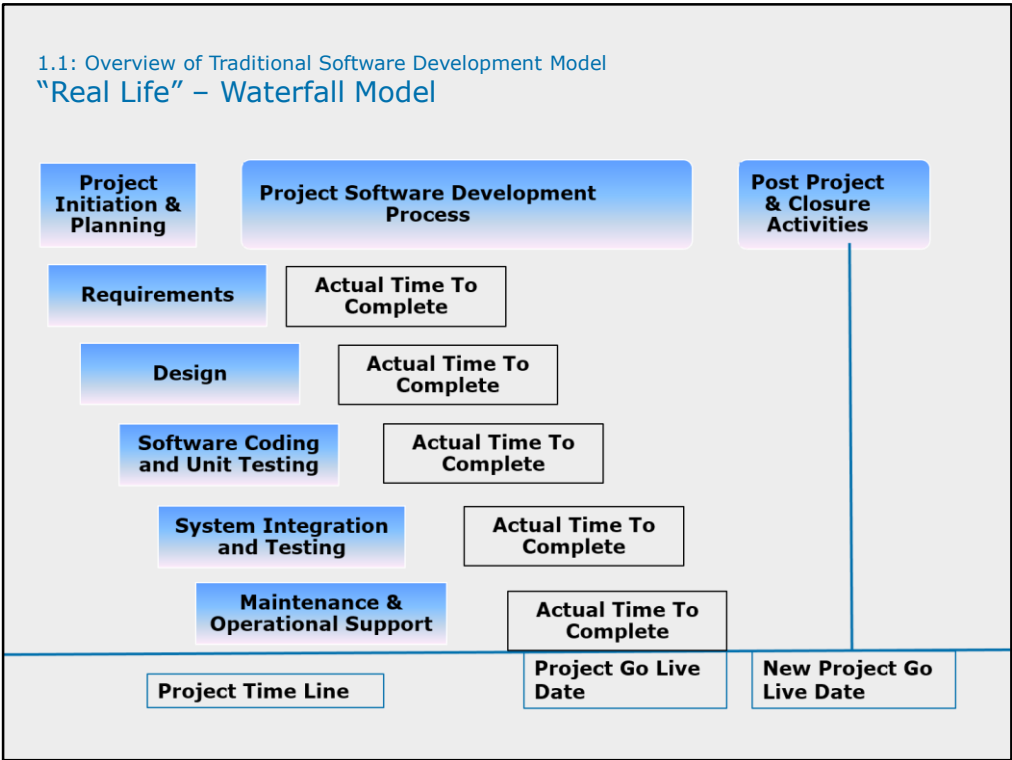 1.1: Overview of Traditional Software Development Model
“Real Life” – Waterfall Model
Project
Initiation &
Planning
Project Software Development
Process
Post Project
& Closure
Activities
Requirements
Actual Time To
Complete
Design
Actual Time To
Complete
Software Coding
and Unit Testing
Actual Time To
Complete
System Integration
and Testing
Actual Time To
Complete
Maintenance &
Operational Support
Actual Time To
Complete
Project Time Line
Project Go Live
Date
New Project Go
Live Date